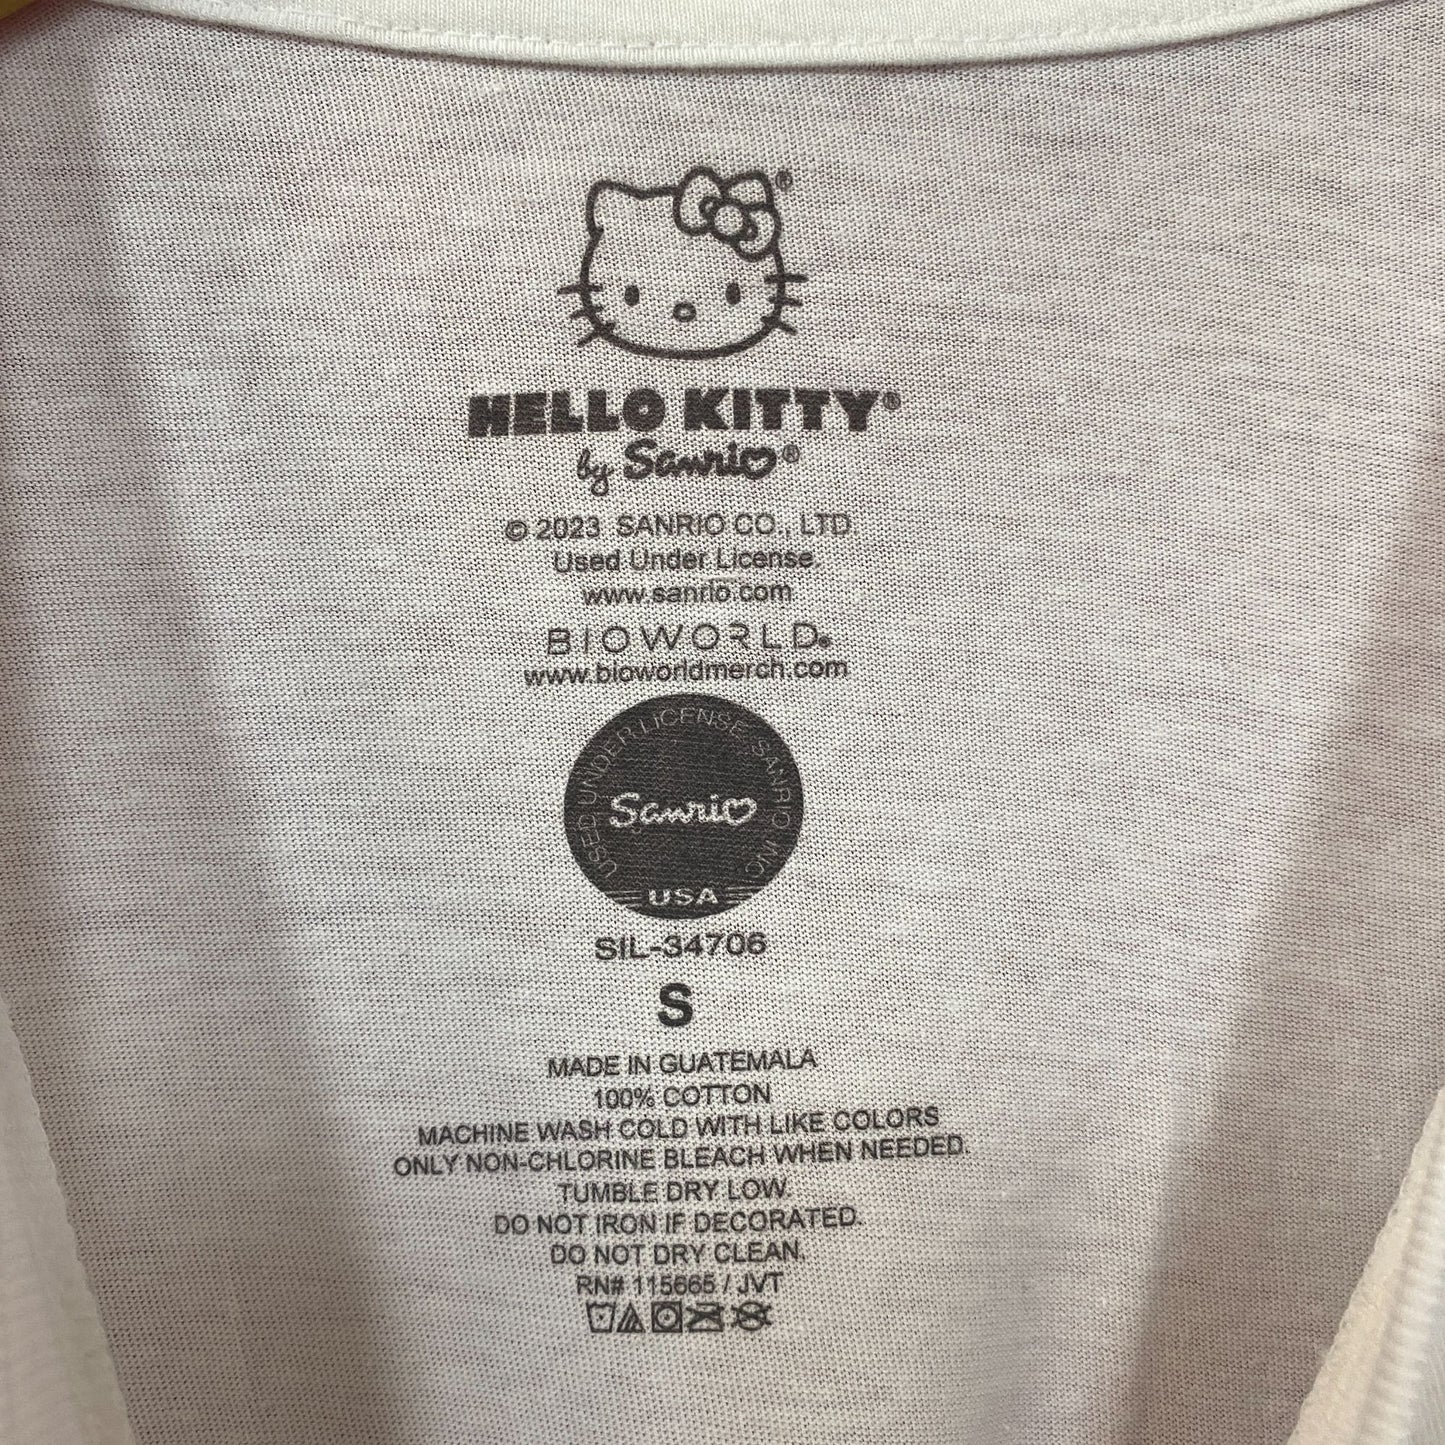 ®
HELLO KITTY®
by Sanrio®
© 2023 SANRIO CO., LTD.
Used Under License.
www.sanrio.com
BIOWORLD®
www.bioworldmerch.com
USED UNDER LICENSE, SANRIO, INC
Sanrio
USA
SIL-34706
S
MADE IN GUATEMALA
100% COTTON
MACHINE WASH COLD WITH LIKE COLORS
ONLY NON-CHLORINE BLEACH WHEN NEEDED.
TUMBLE DRY LOW.
DO NOT IRON IF DECORATED.
DO NOT DRY CLEAN.
RN# 115665 / JVT